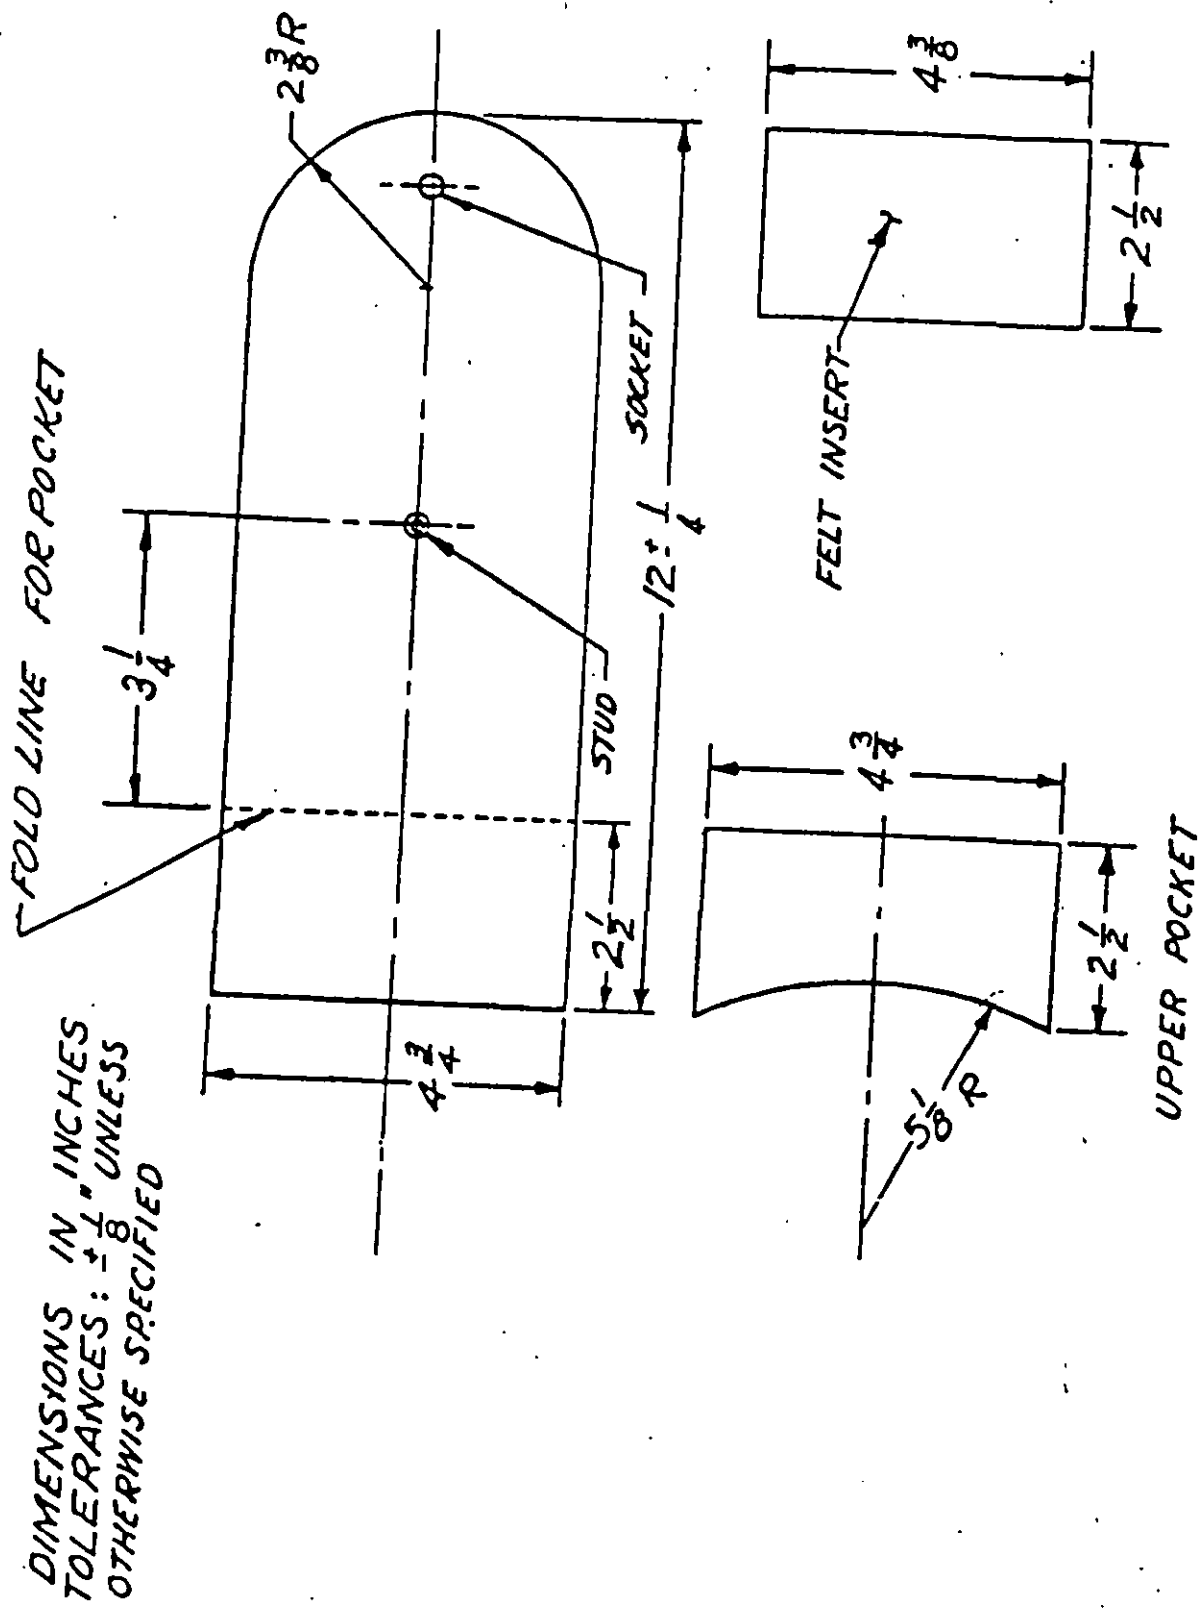 DIMENSIONS IN INCHES
TOLERANCES: ± 1/8" UNLESS
OTHERWISE SPECIFIED
FOLD LINE FOR POCKET
3 1/4
2 3/8 R
4 3/4
STUD
SOCKET
2 1/2
12 ± 1/4
5 1/8 R
4 3/4
2 1/2
UPPER POCKET
FELT INSERT
4 3/8
2 1/2